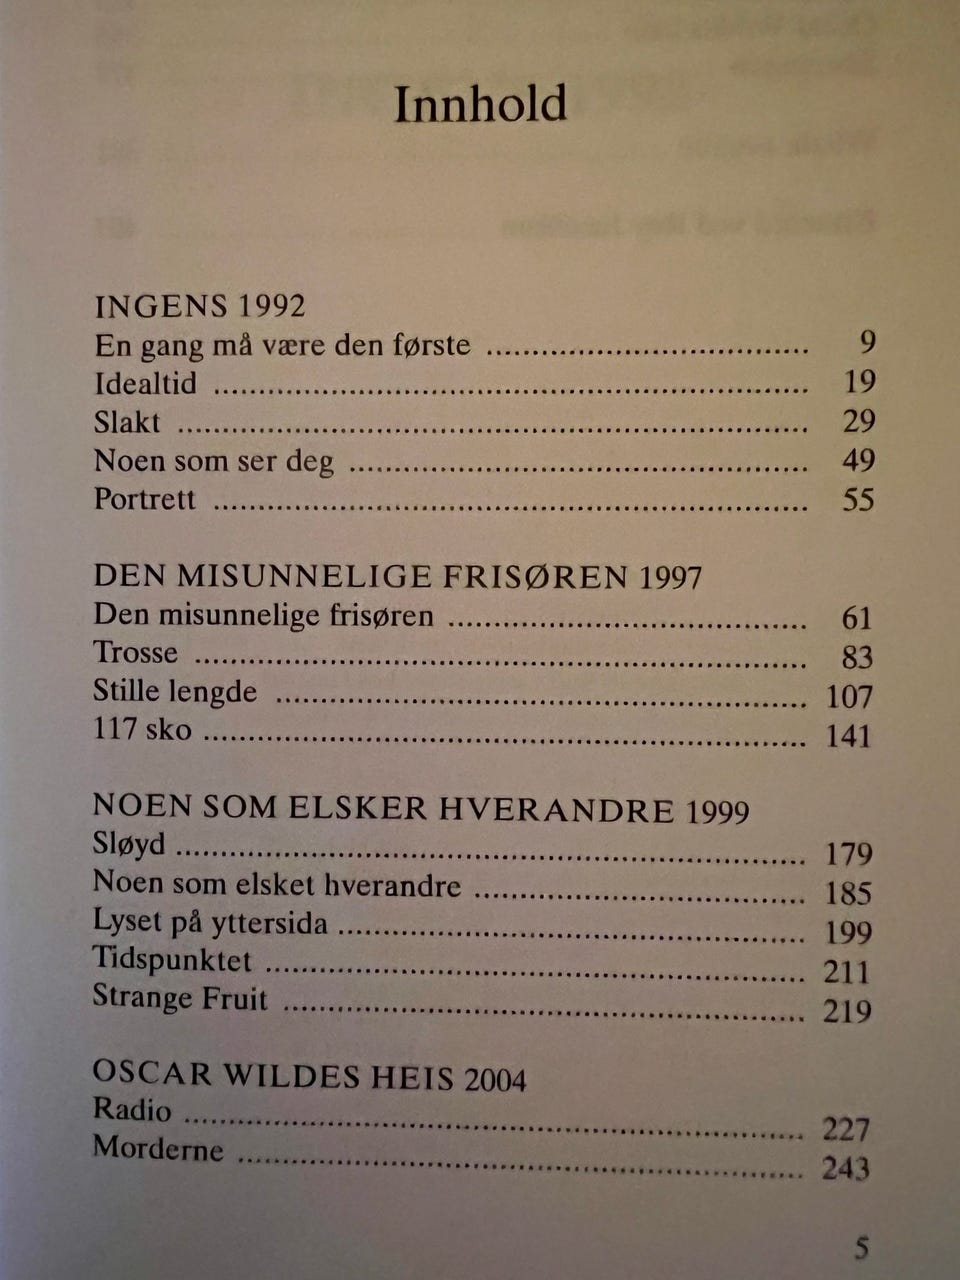 Innhold
INGENS 1992
En gang må være den første ........................................ 9
Idealtid ........................................ 19
Slakt ........................................ 29
Noen som ser deg ........................................ 49
Portrett ........................................ 55
DEN MISUNNELIGE FRISØREN 1997
Den misunnelige frisøren ........................................ 61
Trosse ........................................ 83
Stille lengde ........................................ 107
117 sko ........................................ 141
NOEN SOM ELSKER HVERANDRE 1999
Sløyd ........................................ 179
Noen som elsket hverandre ........................................ 185
Lyset på yttersida ........................................ 199
Tidspunktet ........................................ 211
Strange Fruit ........................................ 219
OSCAR WILDES HEIS 2004
Radio ........................................ 227
Morderne ........................................ 243
5